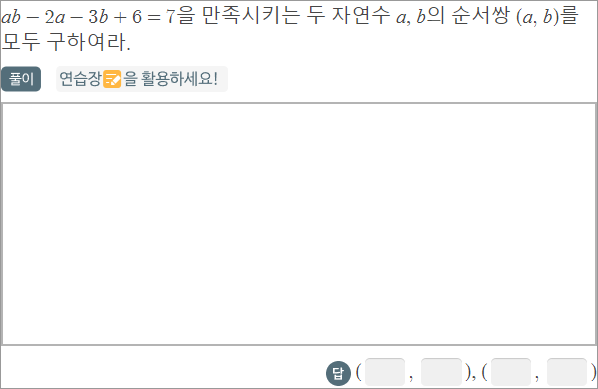 ab − 2a − 3b + 6 = 7을 만족시키는 두 자연수 a, b의 순서쌍 (a, b)를
모두 구하여라.
풀이 연습장을 활용하세요!
답 ( , ), ( , )